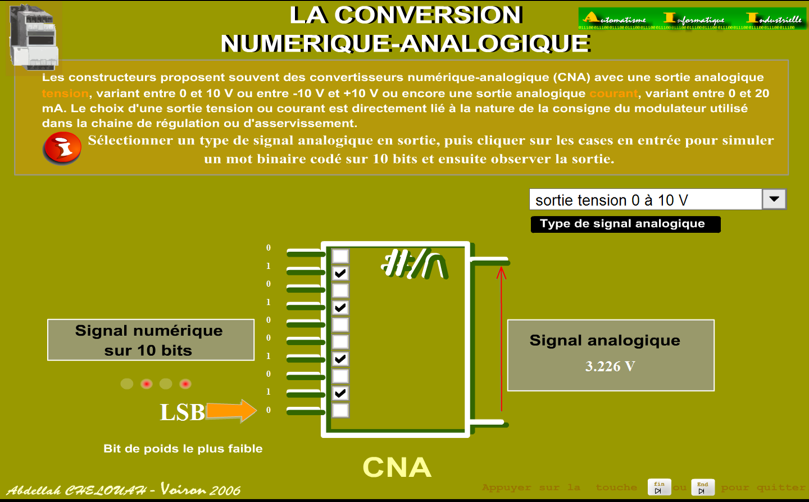 LA CONVERSION
NUMERIQUE-ANALOGIQUE
Automatisme Informatique Industrielle
Les constructeurs proposent souvent des convertisseurs numérique-analogique (CNA) avec une sortie analogique
tension, variant entre 0 et 10 V ou entre -10 V et +10 V ou encore une sortie analogique courant, variant entre 0 et 20
mA. Le choix d'une sortie tension ou courant est directement lié à la nature de la consigne du modulateur utilisé
dans la chaine de régulation ou d'asservissement.
Sélectionner un type de signal analogique en sortie, puis cliquer sur les cases en entrée pour simuler
un mot binaire codé sur 10 bits et ensuite observer la sortie.
sortie tension 0 à 10 V
Type de signal analogique
0
1
0
1
0
0
1
0
1
0
#/
Signal numérique
sur 10 bits
LSB
Bit de poids le plus faible
Signal analogique
3.226 V
CNA
Abdellah CHELOUAH - Voiron 2006
Appuyer sur la touche Fin ou End pour quitter